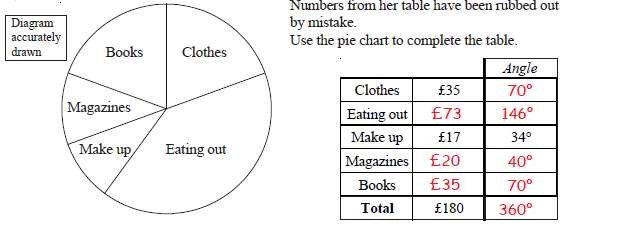 Numbers from her table have been rubbed out
by mistake.
Use the pie chart to complete the table.
Diagram
accurately
drawn
Books
Clothes
Magazines
Make up
Eating out
Angle
Clothes £35 70°
Eating out £73 146°
Make up £17 34°
Magazines £20 40°
Books £35 70°
Total £180 360°